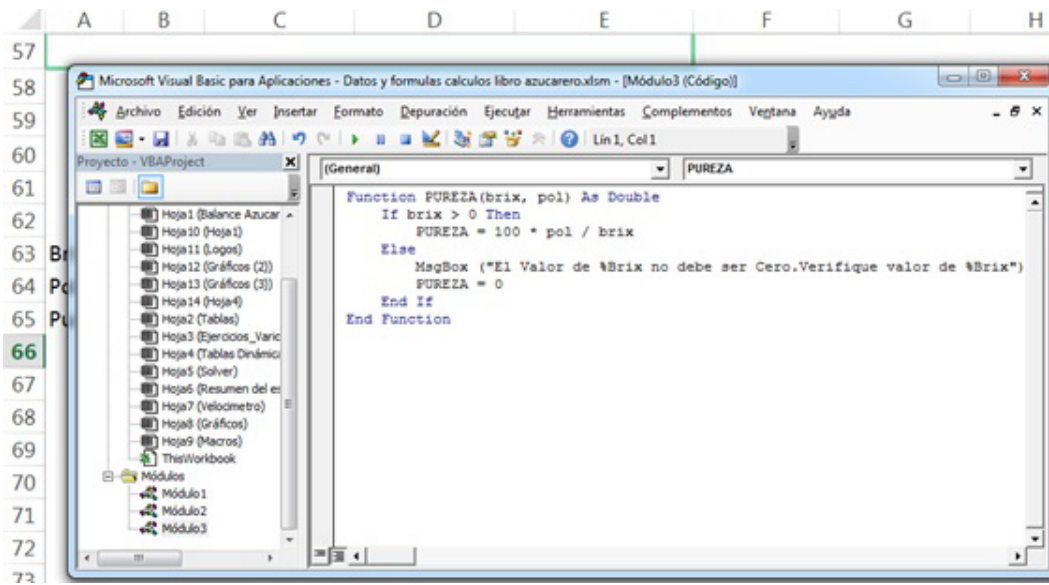 A B C D E F G H
57
58
59
60
61
62
63 Br
64 Po
65 Pu
66
67
68
69
70
71
72
73
Microsoft Visual Basic para Aplicaciones - Datos y formulas calculos libro azucarero.xlsm - [Módulo3 (Código)]
Archivo Edición Ver Insertar Formato Depuración Ejecutar Herramientas Complementos Ventana Ayuda
Lín 1, Col 1
Proyecto - VBAProject
Hoja1 (Balance Azucar
Hoja10 (Hoja1)
Hoja11 (Logos)
Hoja12 (Gráficos (2))
Hoja13 (Gráficos (3))
Hoja14 (Hoja4)
Hoja2 (Tablas)
Hoja3 (Ejercicios_Vario
Hoja4 (Tablas Dinámica
Hoja5 (Solver)
Hoja6 (Resumen del es
Hoja7 (Velocimetro)
Hoja8 (Gráficos)
Hoja9 (Macros)
ThisWorkbook
Módulos
Módulo1
Módulo2
Módulo3
(General) PUREZA
Function PUREZA(brix, pol) As Double
If brix > 0 Then
PUREZA = 100 * pol / brix
Else
MsgBox ("El Valor de %Brix no debe ser Cero.Verifique valor de %Brix")
PUREZA = 0
End If
End Function